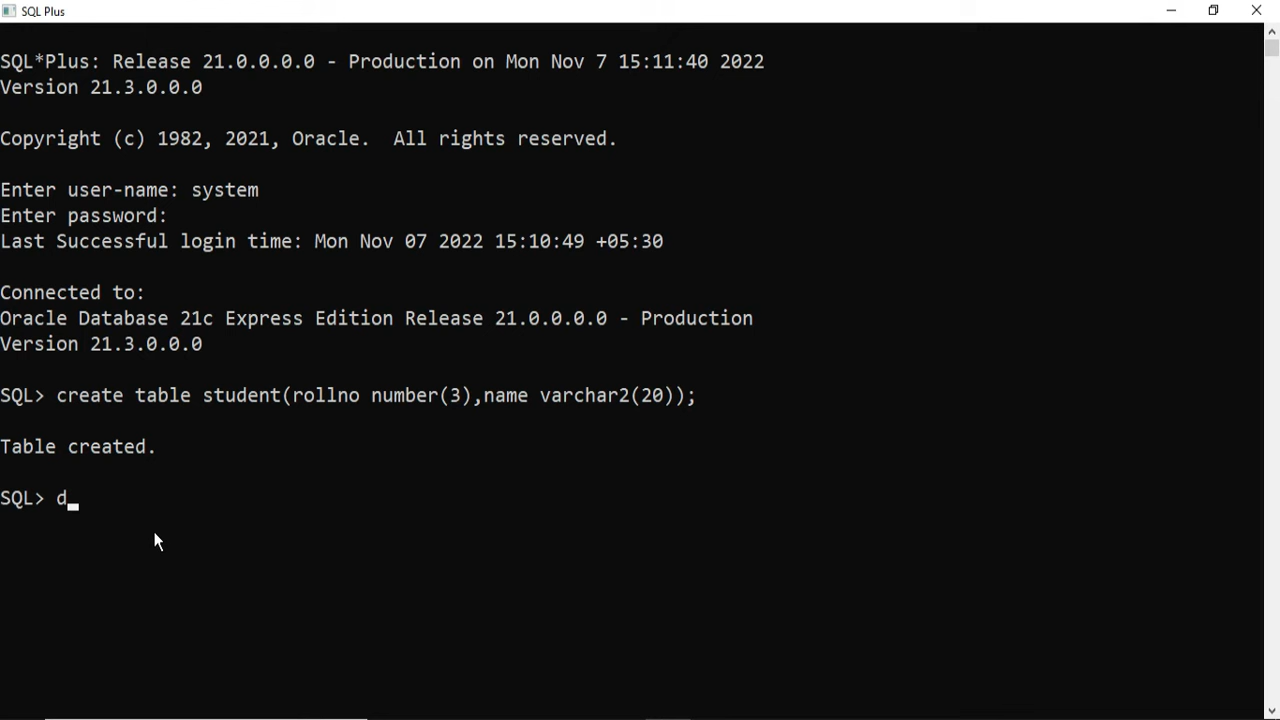 SQL Plus
SQL*Plus: Release 21.0.0.0.0 - Production on Mon Nov 7 15:11:40 2022
Version 21.3.0.0.0
Copyright (c) 1982, 2021, Oracle.  All rights reserved.
Enter user-name: system
Enter password:
Last Successful login time: Mon Nov 07 2022 15:10:49 +05:30
Connected to:
Oracle Database 21c Express Edition Release 21.0.0.0.0 - Production
Version 21.3.0.0.0
SQL> create table student(rollno number(3),name varchar2(20));
Table created.
SQL> d_